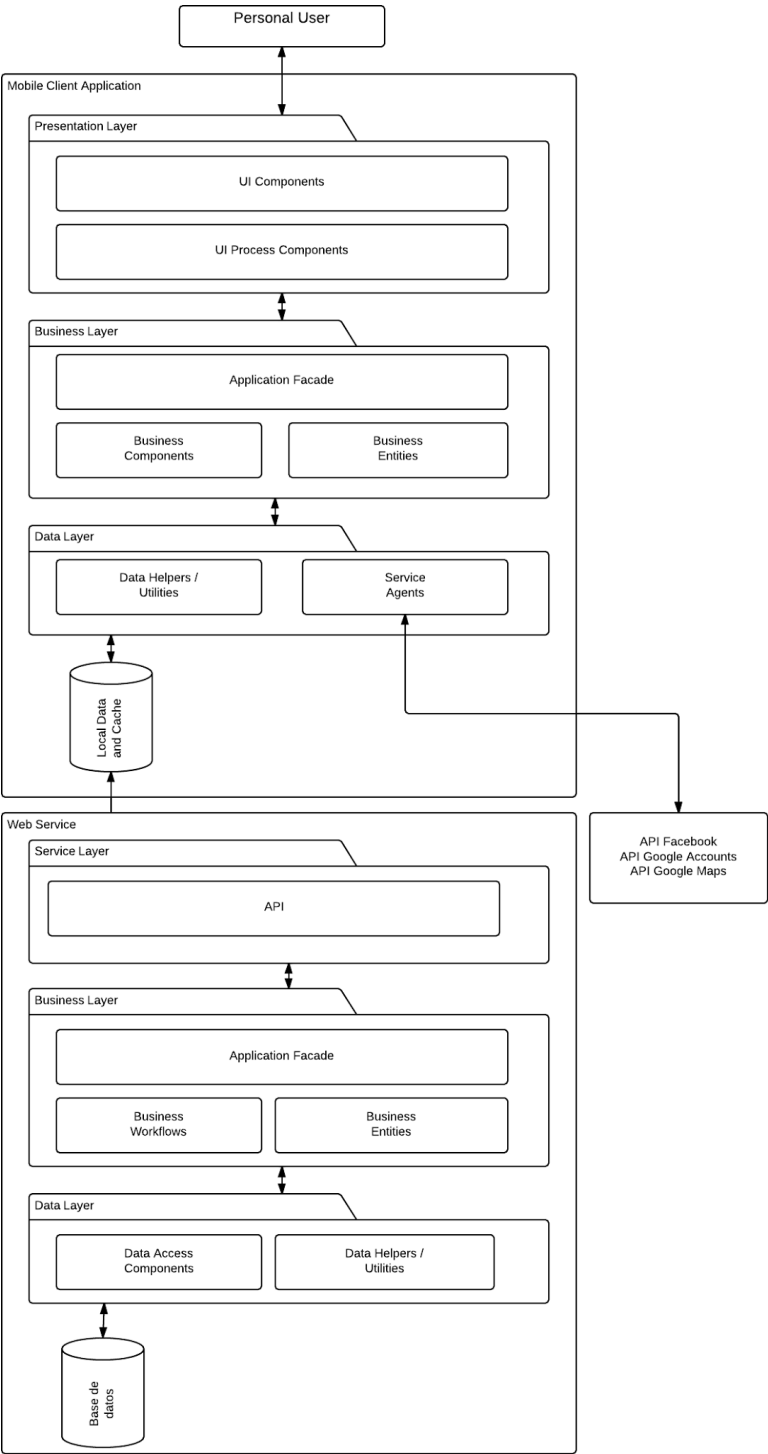 Personal User
Mobile Client Application
Presentation Layer
UI Components
UI Process Components
Business Layer
Application Facade
Business
Components
Business
Entities
Data Layer
Data Helpers /
Utilities
Service
Agents
Local Data
and Cache
Web Service
Service Layer
API
API Facebook
API Google Accounts
API Google Maps
Business Layer
Application Facade
Business
Workflows
Business
Entities
Data Layer
Data Access
Components
Data Helpers /
Utilities
Base de
datos